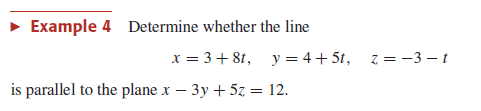 ▶ Example 4 Determine whether the line
x = 3 + 8t, y = 4 + 5t, z = −3 − t
is parallel to the plane x − 3y + 5z = 12.